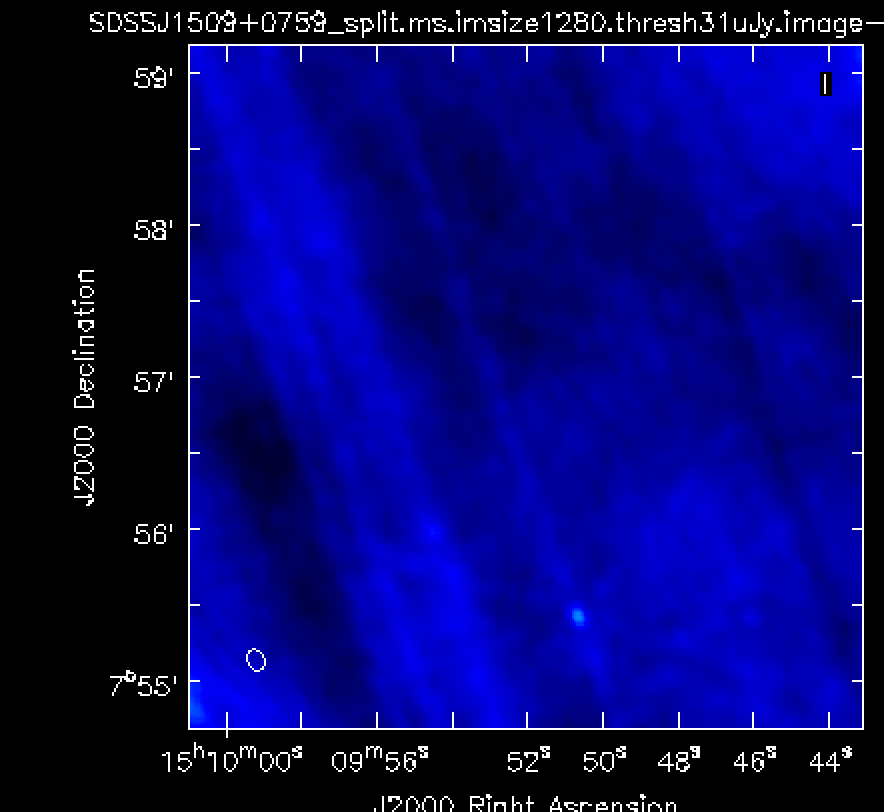 SDSSJ1509+0759_split.ms.imsize1280.thresh31uJy.image-
59'
58'
57'
56'
7°55'
J2000 Declination
15ʰ10ᵐ00ˢ 09ᵐ56ˢ 52ˢ 50ˢ 48ˢ 46ˢ 44ˢ
J2000 Right Ascension